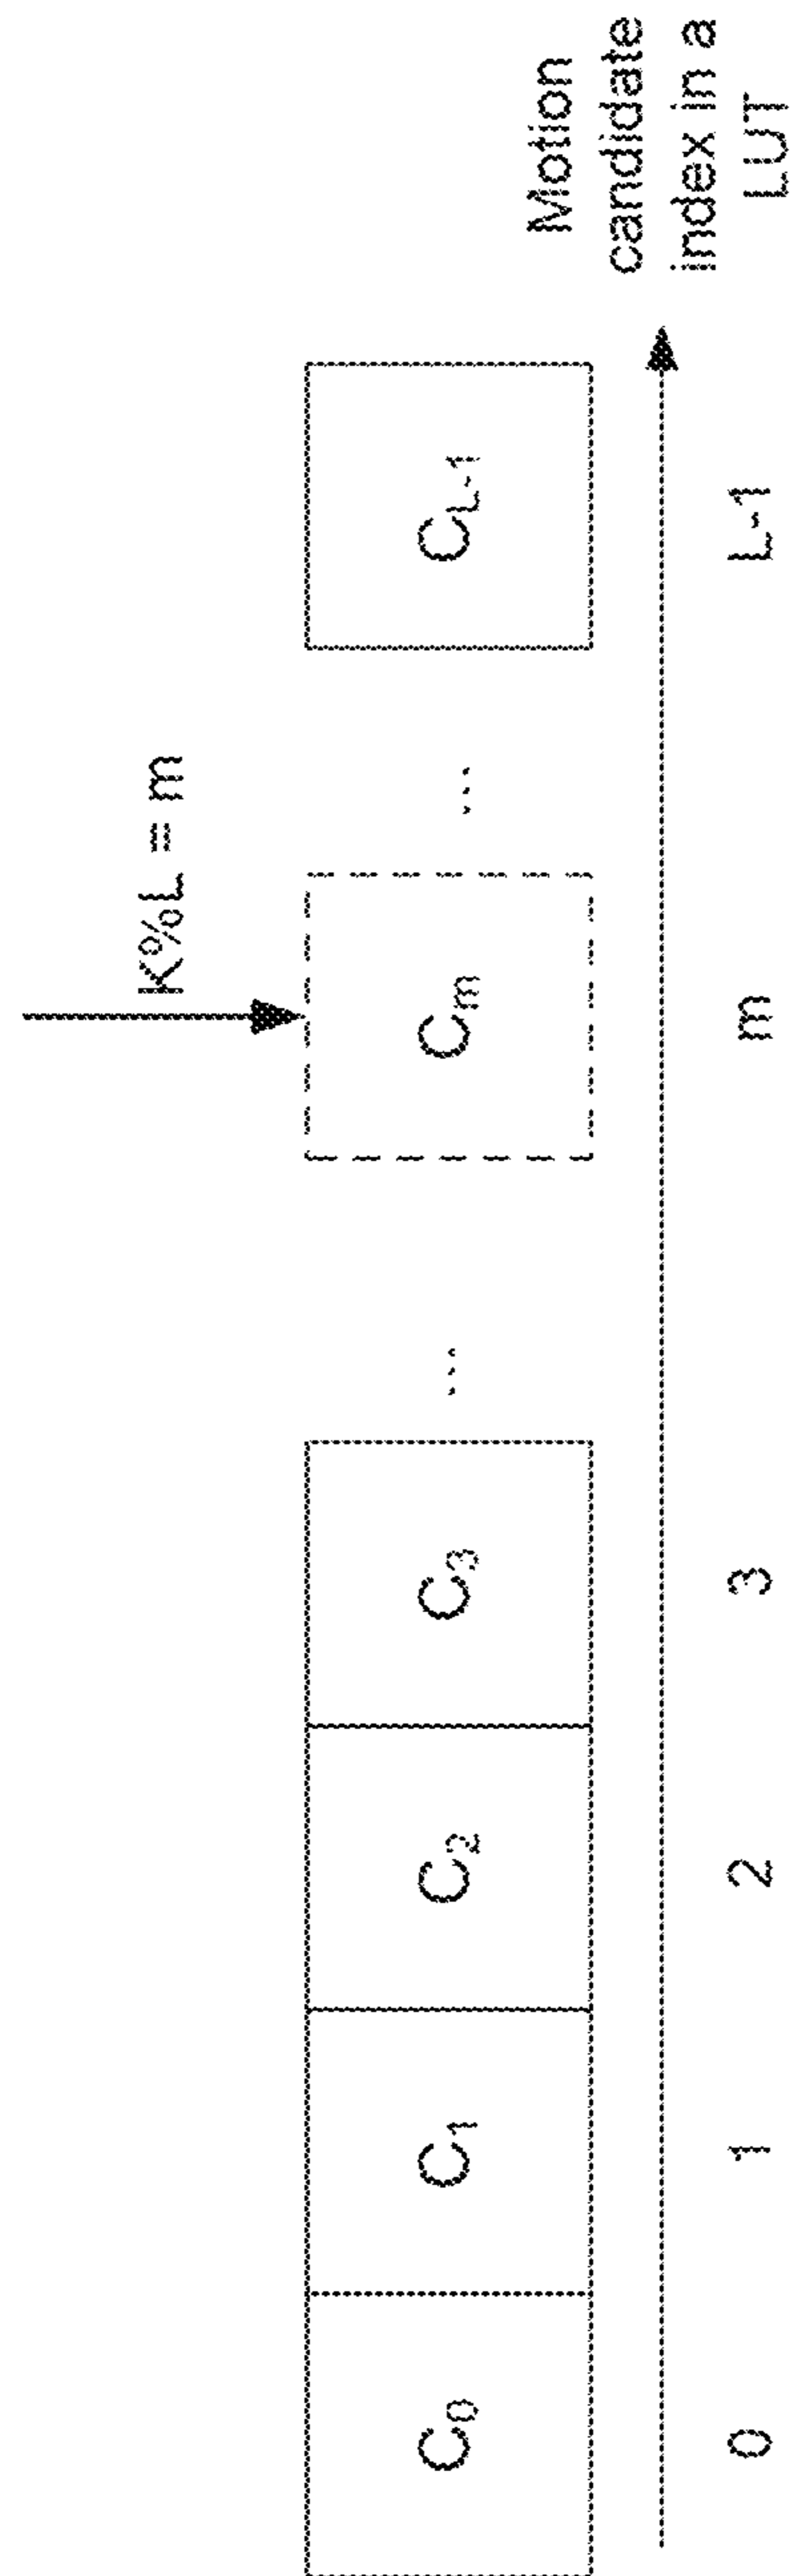 K%L = m
C0 C1 C2 C3 ... Cm ... CL-1
0 1 2 3 m L-1
Motion
candidate
index in a
LUT